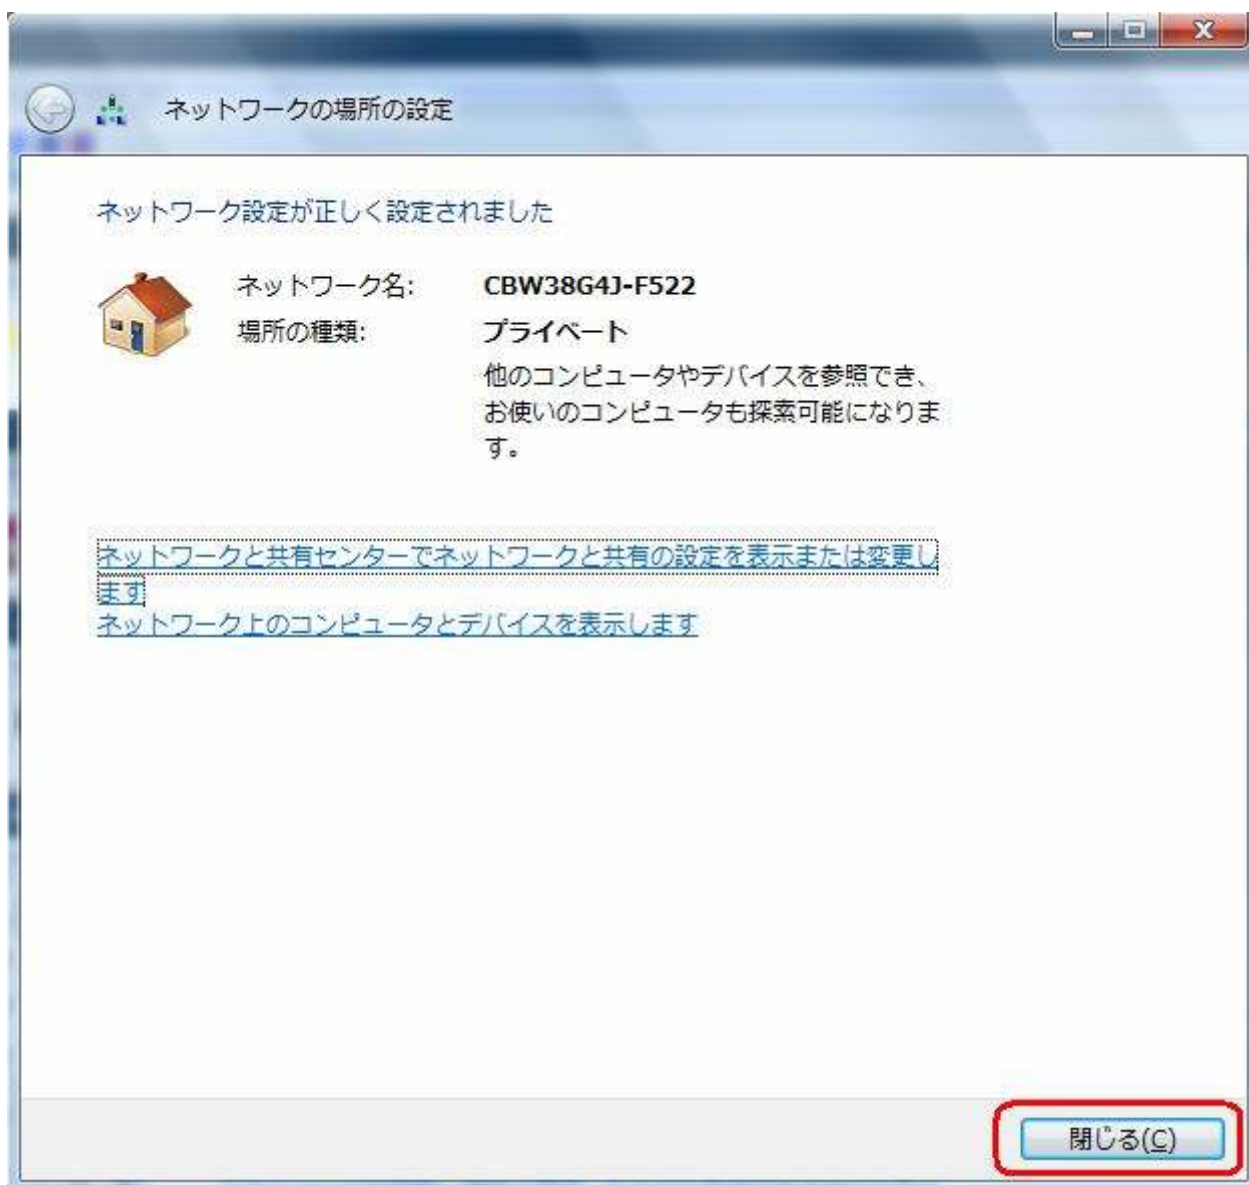 ネットワークの場所の設定
ネットワーク設定が正しく設定されました
ネットワーク名: CBW38G4J-F522
場所の種類: プライベート
他のコンピュータやデバイスを参照でき、
お使いのコンピュータも探索可能になりま
す。
ネットワークと共有センターでネットワークと共有の設定を表示または変更し
ます
ネットワーク上のコンピュータとデバイスを表示します
閉じる(C)